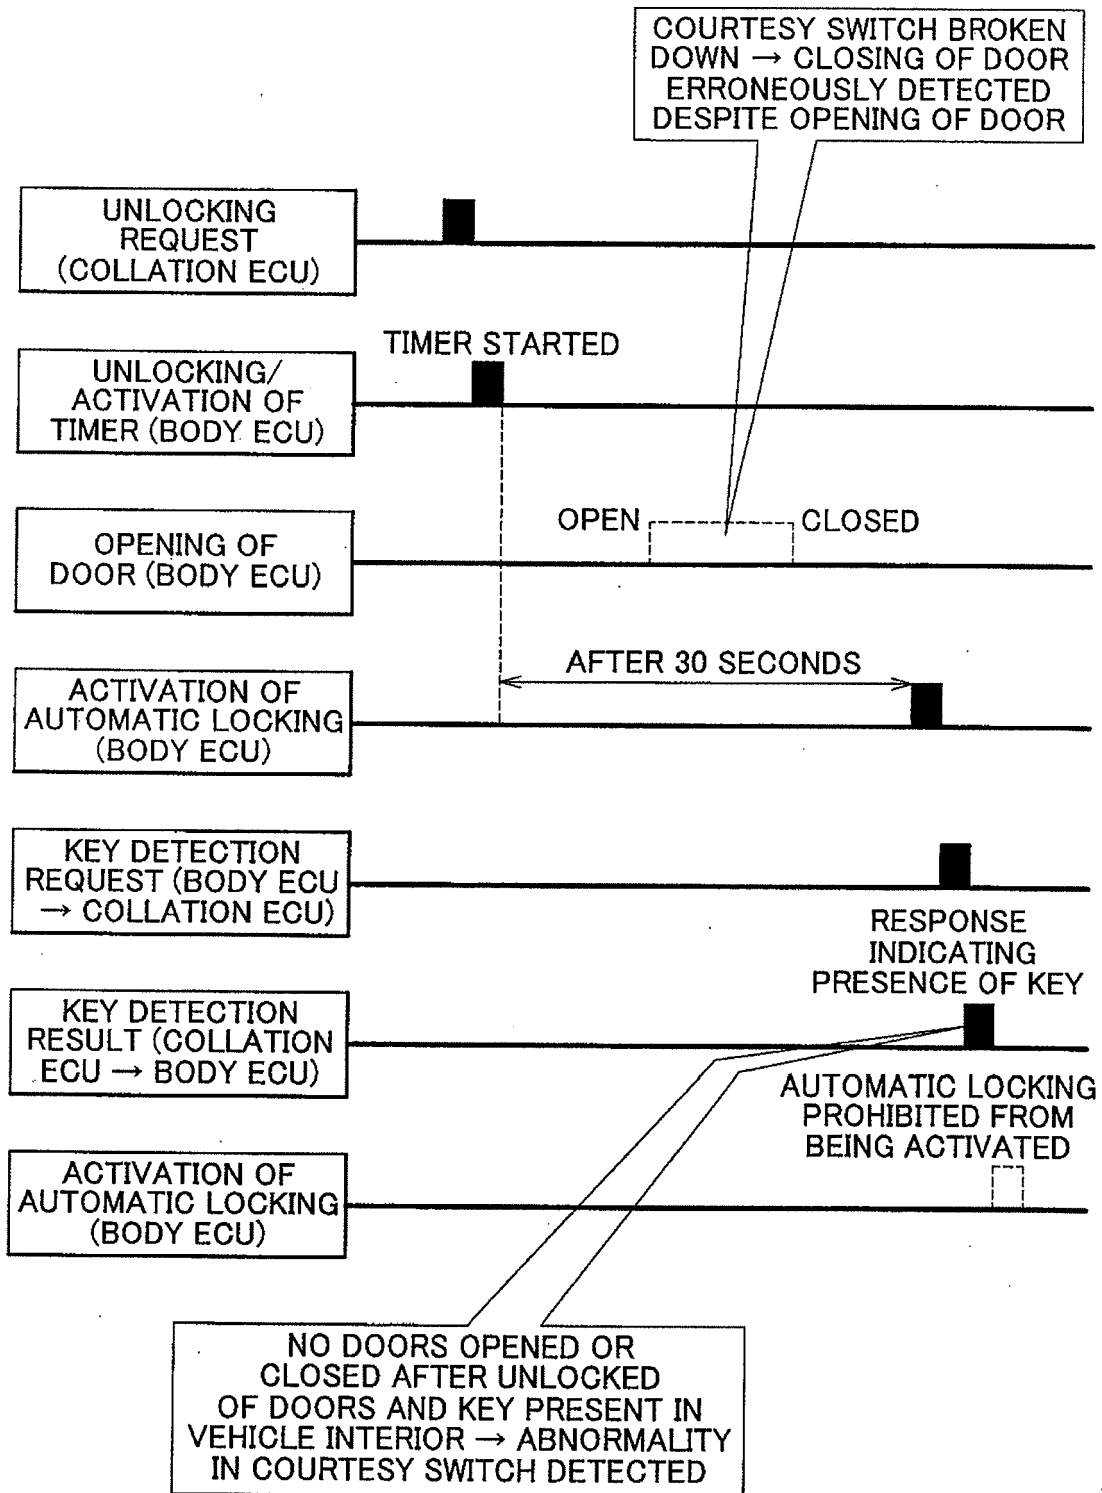 COURTESY SWITCH BROKEN
DOWN → CLOSING OF DOOR
ERRONEOUSLY DETECTED
DESPITE OPENING OF DOOR
UNLOCKING
REQUEST
(COLLATION ECU)
TIMER STARTED
UNLOCKING/
ACTIVATION OF
TIMER (BODY ECU)
OPEN
CLOSED
OPENING OF
DOOR (BODY ECU)
AFTER 30 SECONDS
ACTIVATION OF
AUTOMATIC LOCKING
(BODY ECU)
KEY DETECTION
REQUEST (BODY ECU
→ COLLATION ECU)
RESPONSE
INDICATING
PRESENCE OF KEY
KEY DETECTION
RESULT (COLLATION
ECU → BODY ECU)
AUTOMATIC LOCKING
PROHIBITED FROM
BEING ACTIVATED
ACTIVATION OF
AUTOMATIC LOCKING
(BODY ECU)
NO DOORS OPENED OR
CLOSED AFTER UNLOCKED
OF DOORS AND KEY PRESENT IN
VEHICLE INTERIOR → ABNORMALITY
IN COURTESY SWITCH DETECTED